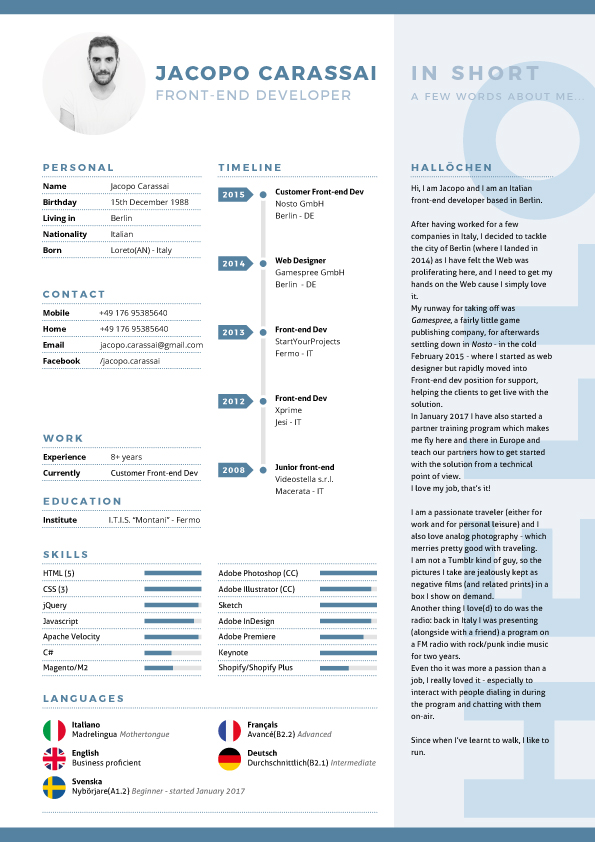 JACOPO CARASSAI
FRONT-END DEVELOPER
PERSONAL
Name Jacopo Carassai
Birthday 15th December 1988
Living in Berlin
Nationality Italian
Born Loreto(AN) - Italy
CONTACT
Mobile +49 176 95385640
Home +49 176 95385640
Email jacopo.carassai@gmail.com
Facebook /jacopo.carassai
WORK
Experience 8+ years
Currently Customer Front-end Dev
EDUCATION
Institute I.T.I.S. "Montani" - Fermo
TIMELINE
2015 Customer Front-end Dev
Nosto GmbH
Berlin - DE
2014 Web Designer
Gamespree GmbH
Berlin - DE
2013 Front-end Dev
StartYourProjects
Fermo - IT
2012 Front-end Dev
Xprime
Jesi - IT
2008 Junior front-end
Videostella s.r.l.
Macerata - IT
SKILLS
HTML (5)
CSS (3)
jQuery
Javascript
Apache Velocity
C#
Magento/M2
Adobe Photoshop (CC)
Adobe Illustrator (CC)
Sketch
Adobe InDesign
Adobe Premiere
Keynote
Shopify/Shopify Plus
LANGUAGES
Italiano
Madrelingua Mothertongue
Français
Avancé(B2.2) Advanced
English
Business proficient
Deutsch
Durchschnittlich(B2.1) Intermediate
Svenska
Nybörjare(A1.2) Beginner - started January 2017
IN SHORT
A FEW WORDS ABOUT ME...
HALLÖCHEN
Hi, I am Jacopo and I am an Italian
front-end developer based in Berlin.
After having worked for a few
companies in Italy, I decided to tackle
the city of Berlin (where I landed in
2014) as I have felt the Web was
proliferating here, and I need to get my
hands on the Web cause I simply love
it.
My runway for taking off was
Gamespree, a fairly little game
publishing company, for afterwards
settling down in Nosto - in the cold
February 2015 - where I started as web
designer but rapidly moved into
Front-end dev position for support,
helping the clients to get live with the
solution.
In January 2017 I have also started a
partner training program which makes
me fly here and there in Europe and
teach our partners how to get started
with the solution from a technical
point of view.
I love my job, that's it!
I am a passionate traveler (either for
work and for personal leisure) and I
also love analog photography - which
merries pretty good with traveling.
I am not a Tumblr kind of guy, so the
pictures I take are jealously kept as
negative films (and related prints) in a
box I show on demand.
Another thing I love(d) to do was the
radio: back in Italy I was presenting
(alongside with a friend) a program on
a FM radio with rock/punk indie music
for two years.
Even tho it was more a passion than a
job, I really loved it - especially to
interact with people dialing in during
the program and chatting with them
on-air.
Since when I've learnt to walk, I like to
run.
HELLO